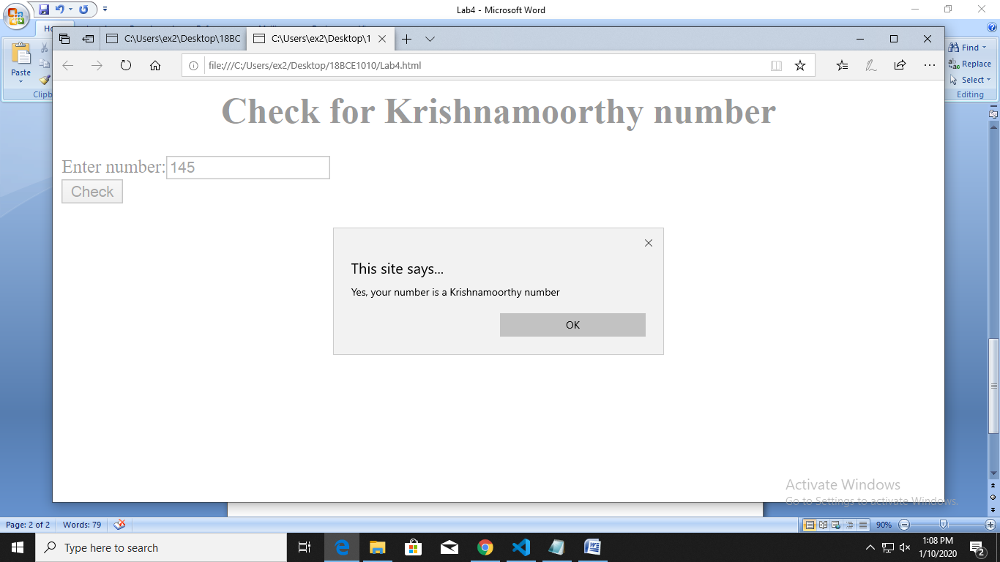 Lab4 - Microsoft Word
C:\Users\ex2\Desktop\18BC
C:\Users\ex2\Desktop\1
file:///C:/Users/ex2/Desktop/18BCE1010/Lab4.html
Paste
Clipb
Find
Replace
Select
Editing
Check for Krishnamoorthy number
Enter number: 145
Check
This site says...
Yes, your number is a Krishnamoorthy number
OK
Activate Windows
Go to Settings to activate Windows.
Page: 2 of 2 Words: 79
90%
Type here to search
1:08 PM
1/10/2020
2